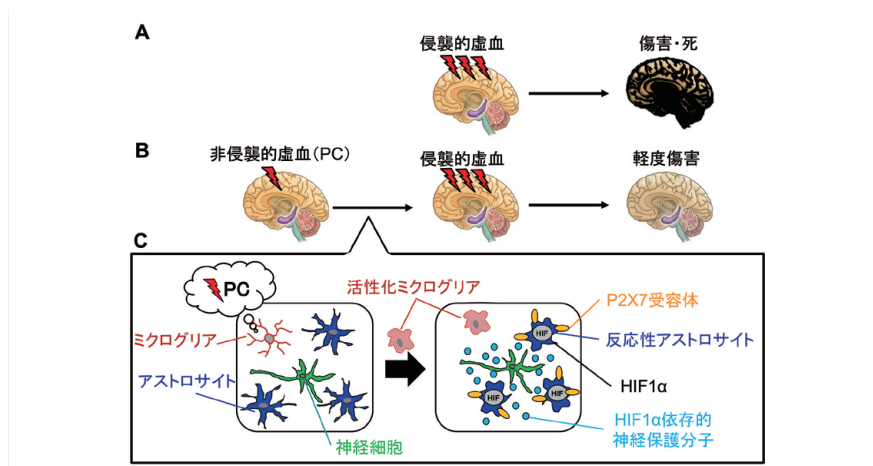 A
侵襲的虚血
傷害・死
B
非侵襲的虚血(PC)
侵襲的虚血
軽度傷害
C
PC
活性化ミクログリア
P2X7受容体
ミクログリア
HIF
反応性アストロサイト
アストロサイト
HIF1α
HIF
HIF
HIF1α依存的
神経保護分子
神経細胞